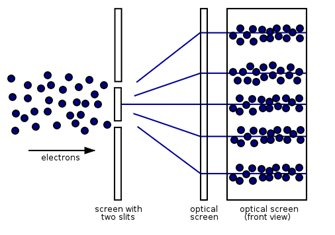 electrons
screen with
two slits
optical
screen
optical screen
(front view)